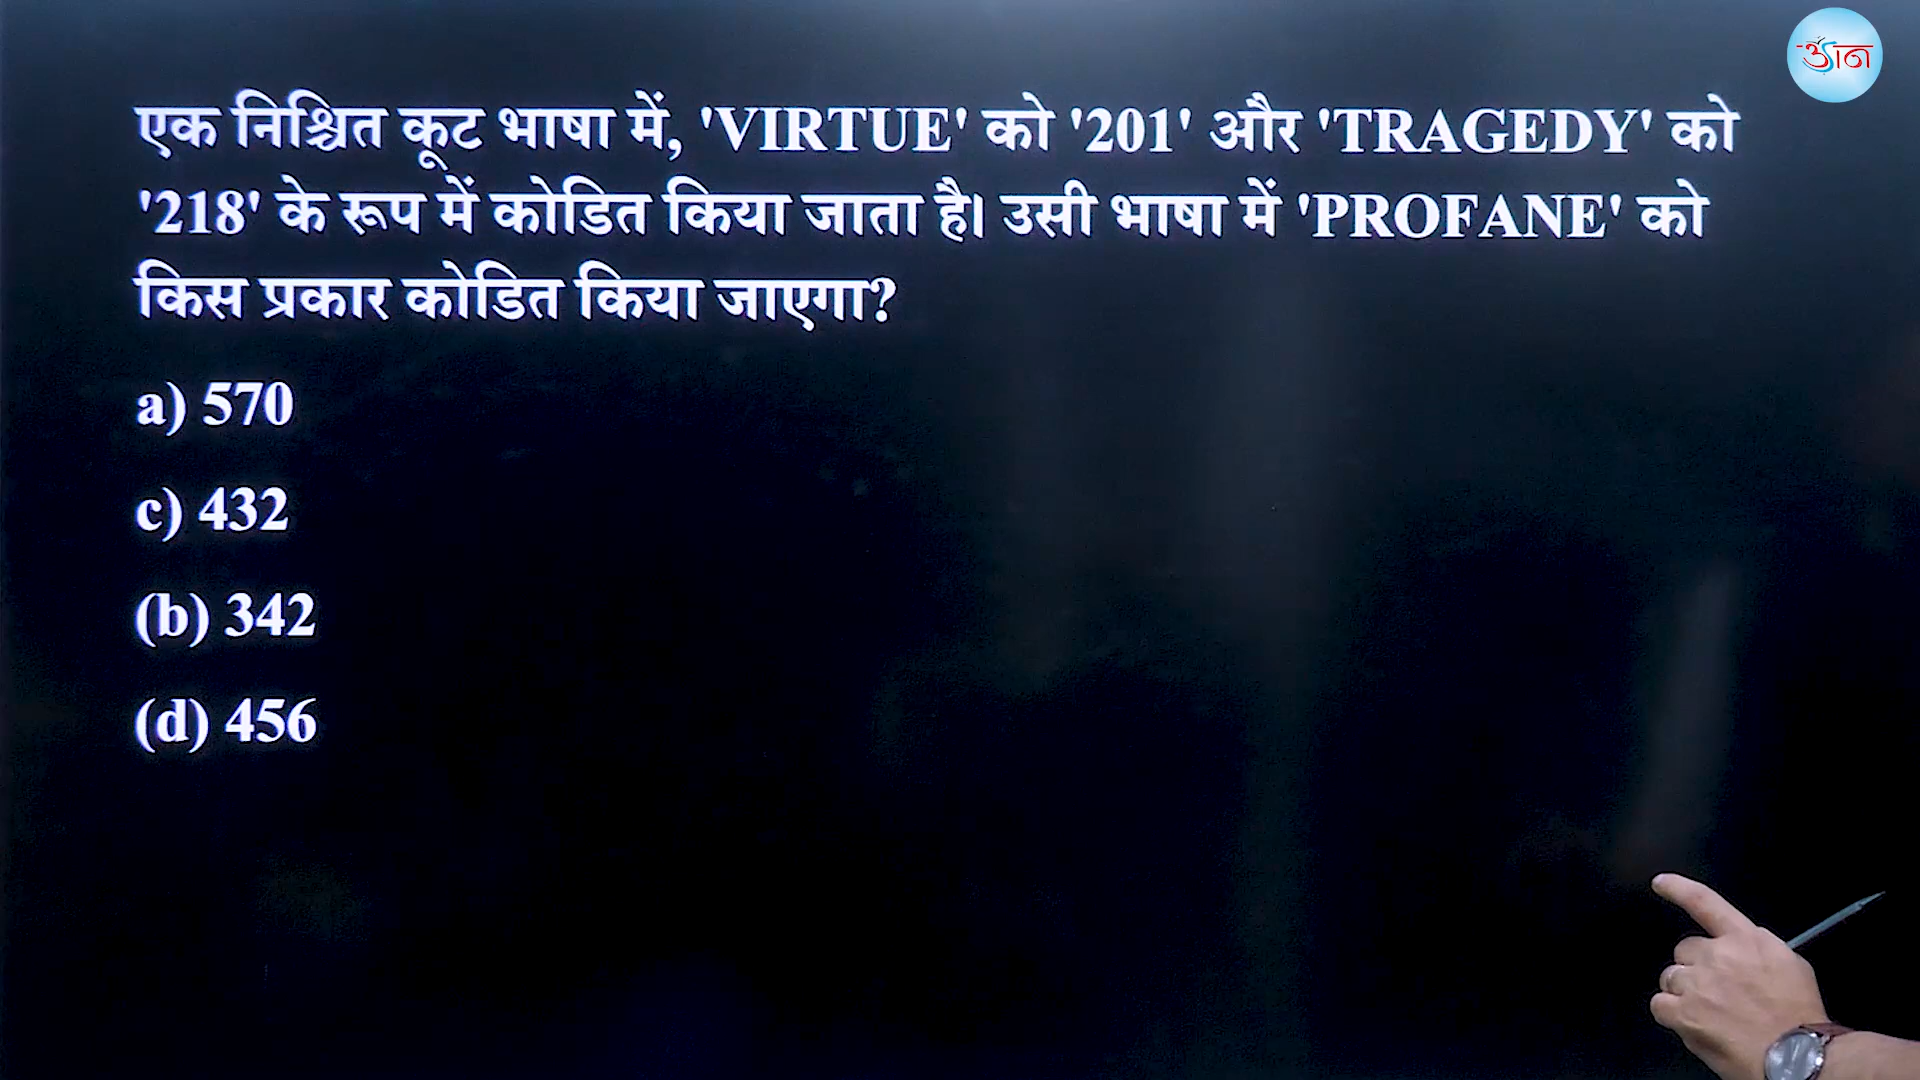 ज्ञान
एक निश्चित कूट भाषा में, 'VIRTUE' को '201' और 'TRAGEDY' को
'218' के रूप में कोडित किया जाता है। उसी भाषा में 'PROFANE' को
किस प्रकार कोडित किया जाएगा?
a) 570
c) 432
(b) 342
(d) 456